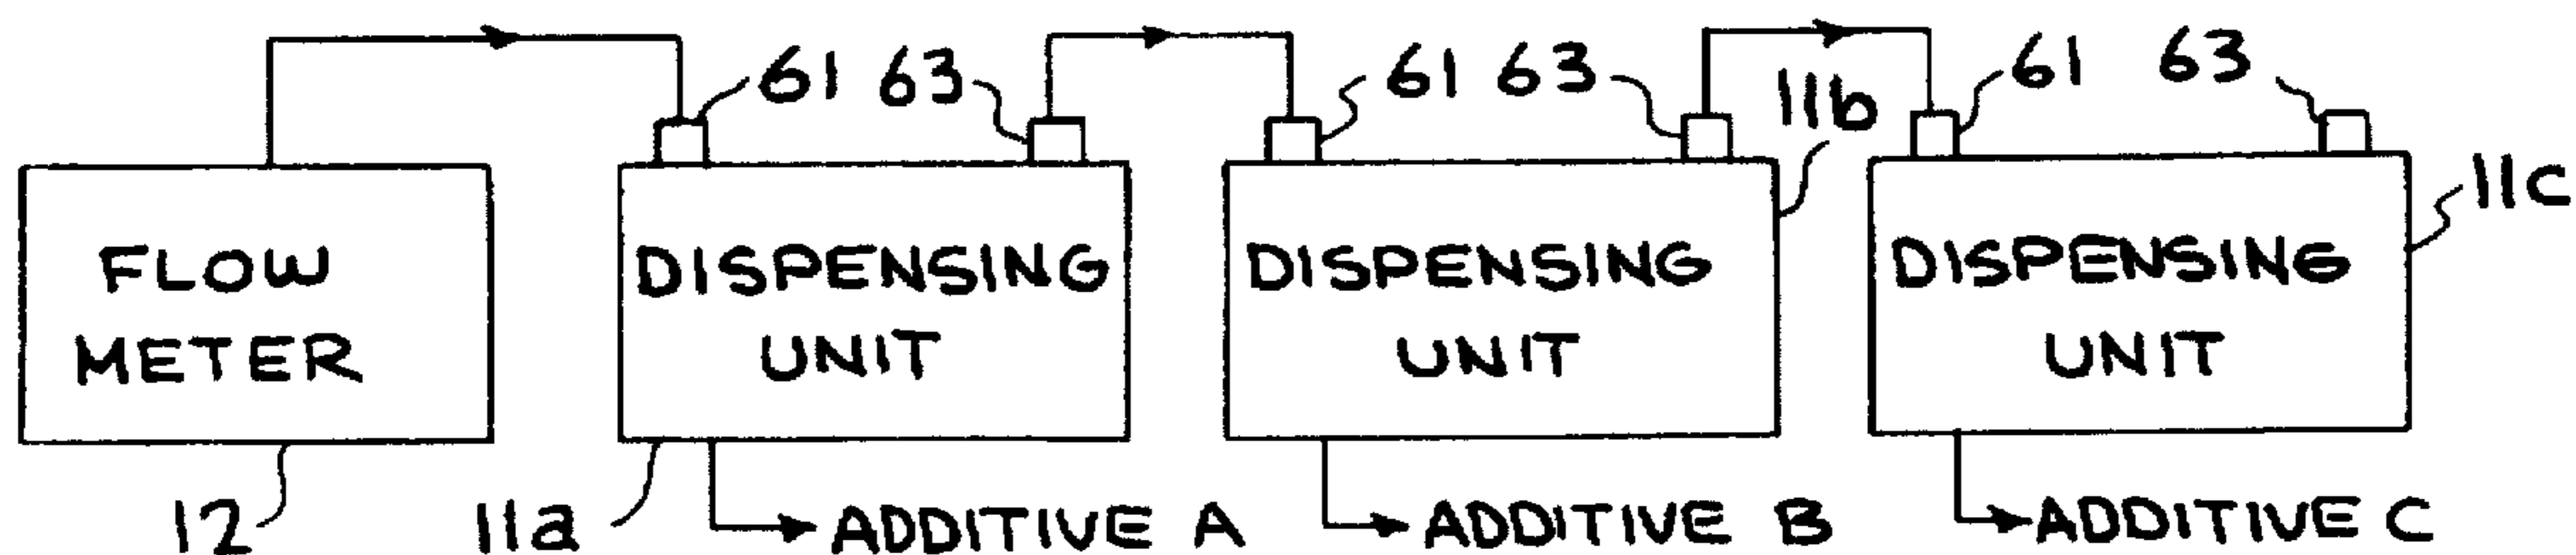 61 63 61 63 11b 61 63 11c
FLOW METER
DISPENSING UNIT
DISPENSING UNIT
DISPENSING UNIT
12 11a ADDITIVE A ADDITIVE B ADDITIVE C